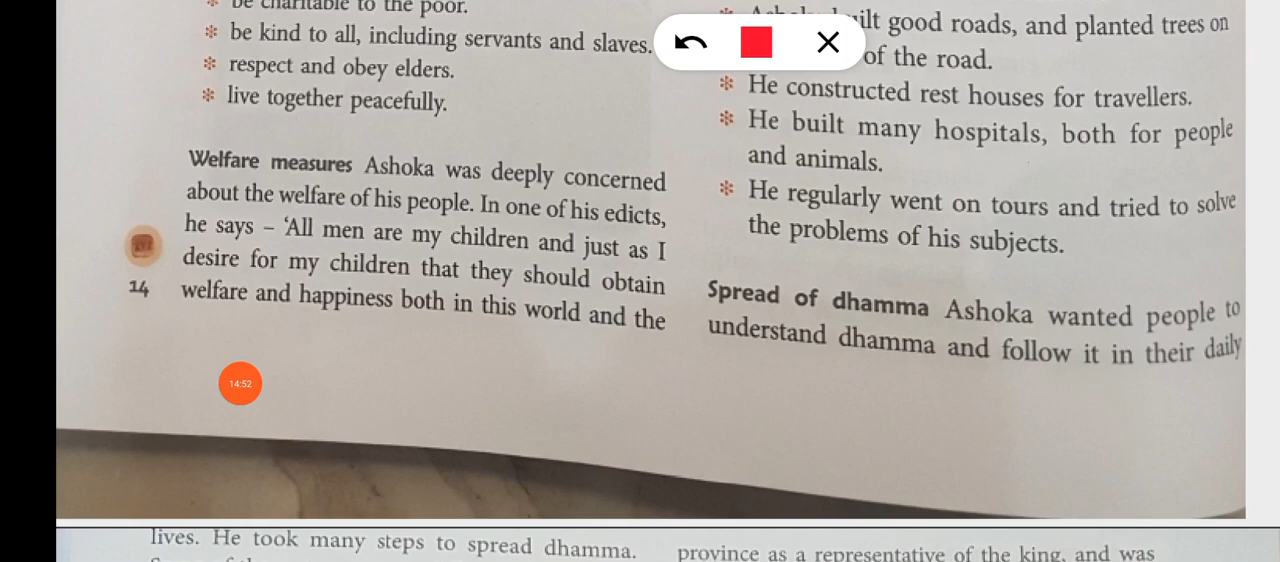 be charitable to the poor.
be kind to all, including servants and slaves.
respect and obey elders.
live together peacefully.
Welfare measures Ashoka was deeply concerned
about the welfare of his people. In one of his edicts,
he says – ‘All men are my children and just as I
desire for my children that they should obtain
welfare and happiness both in this world and the
14
14:52
good roads, and planted trees on
of the road.
He constructed rest houses for travellers.
He built many hospitals, both for people
and animals.
He regularly went on tours and tried to solve
the problems of his subjects.
Spread of dhamma Ashoka wanted people to
understand dhamma and follow it in their daily
lives. He took many steps to spread dhamma.
province as a representative of the king, and was